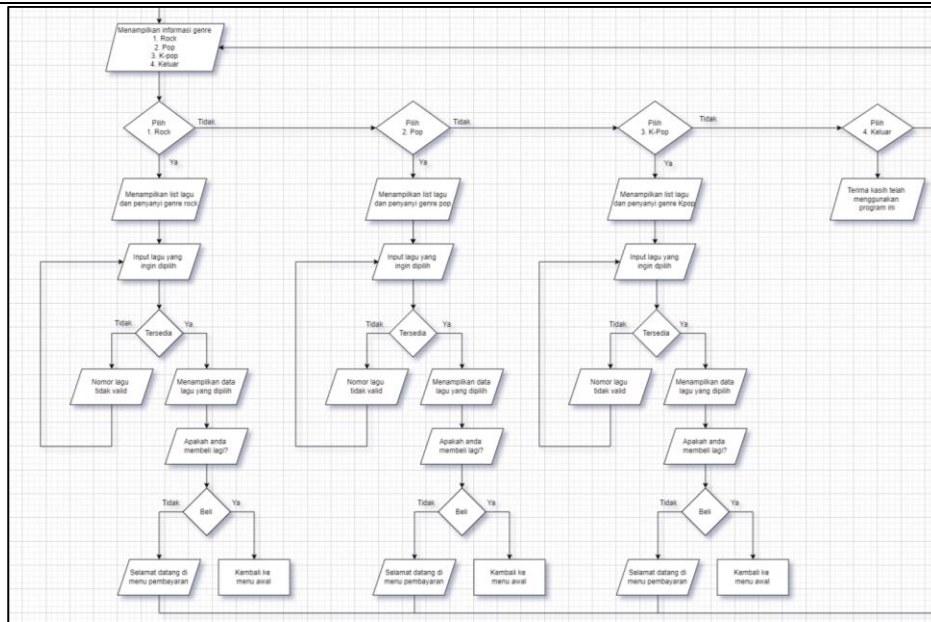 Menampilkan informasi genre
1. Rock
2. Pop
3. K-pop
4. Keluar
Pilih
1. Rock
Tidak
Pilih
2. Pop
Tidak
Pilih
3. K-Pop
Tidak
Pilih
4. Keluar
Ya
Ya
Ya
Menampilkan list lagu
dan penyanyi genre rock
Menampilkan list lagu
dan penyanyi genre pop
Menampilkan list lagu
dan penyanyi genre Kpop
Terima kasih telah
menggunakan
program ini
Input lagu yang
ingin dipilih
Input lagu yang
ingin dpilih
Input lagu yang
ingin dpilih
Tidak
Tersedia
Ya
Tidak
Tersedia
Ya
Tidak
Tersedia
Ya
Nomor lagu
tidak valid
Menampilkan data
lagu yang dipilih
Nomor lagu
tidak valid
Menampilkan data
lagu yang dipilih
Nomor lagu
tidak valid
Menampilkan data
lagu yang dipilih
Apakah anda
membeli lagi?
Apakah anda
membeli lagi?
Apakah anda
membeli lagi?
Tidak
Beli
Ya
Tidak
Beli
Ya
Tidak
Beli
Ya
Selamat datang di
menu pembayaran
Kembali ke
menu awal
Selamat datang di
menu pembayaran
Kembali ke
menu awal
Selamat datang di
menu pembayaran
Kembali ke
menu awal